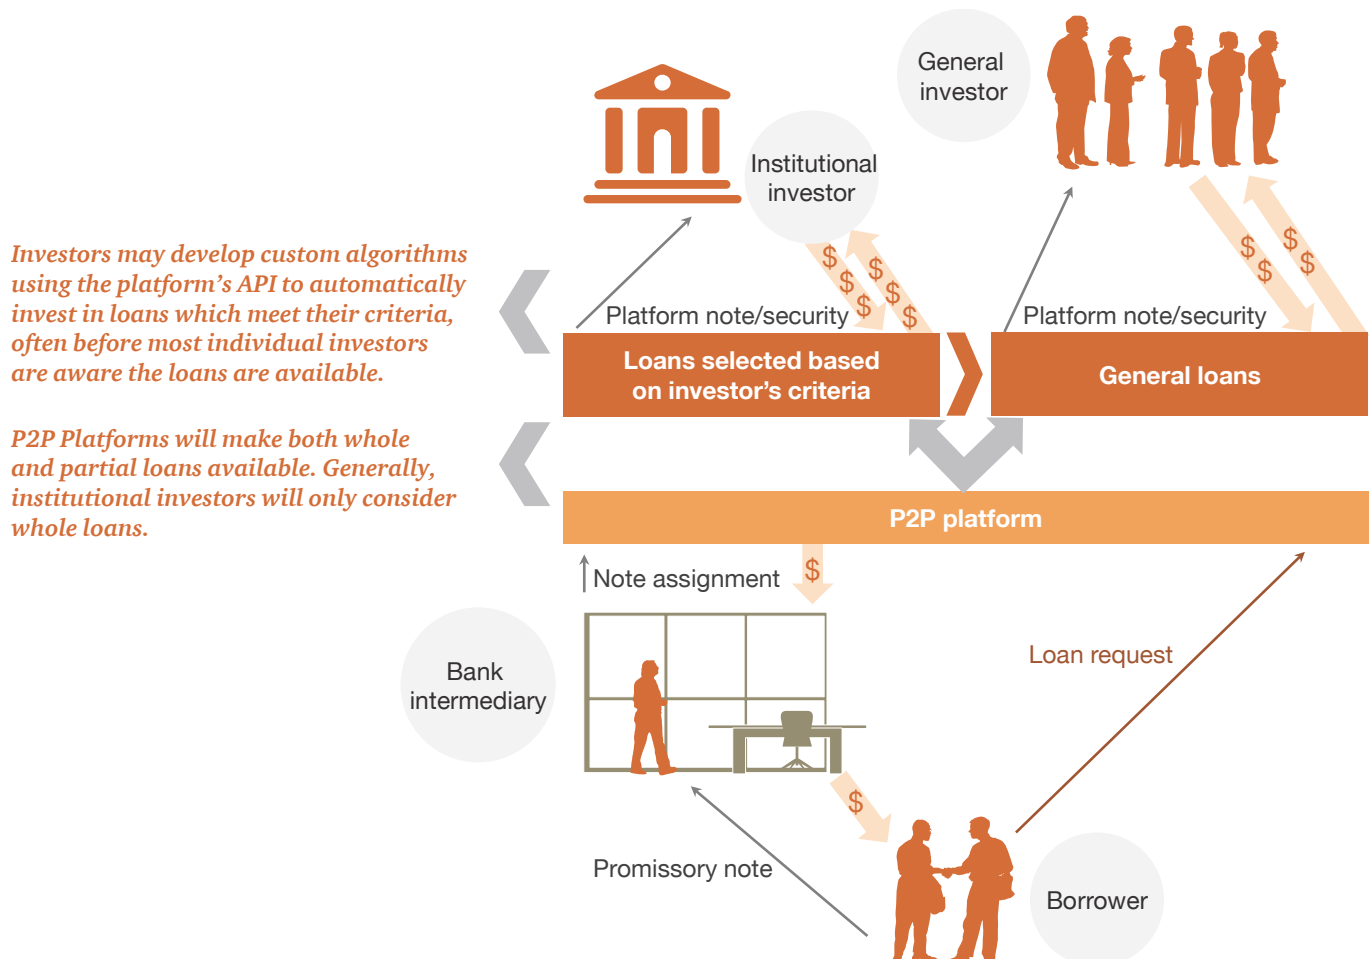 General
investor
Institutional
investor
Investors may develop custom algorithms
using the platform’s API to automatically
invest in loans which meet their criteria,
often before most individual investors
are aware the loans are available.
$
$
$
$
$
$
$
$
$
$
Platform note/security
Platform note/security
Loans selected based
on investor’s criteria
General loans
P2P Platforms will make both whole
and partial loans available. Generally,
institutional investors will only consider
whole loans.
P2P platform
Note assignment
$
Bank
intermediary
Loan request
$
Promissory note
Borrower